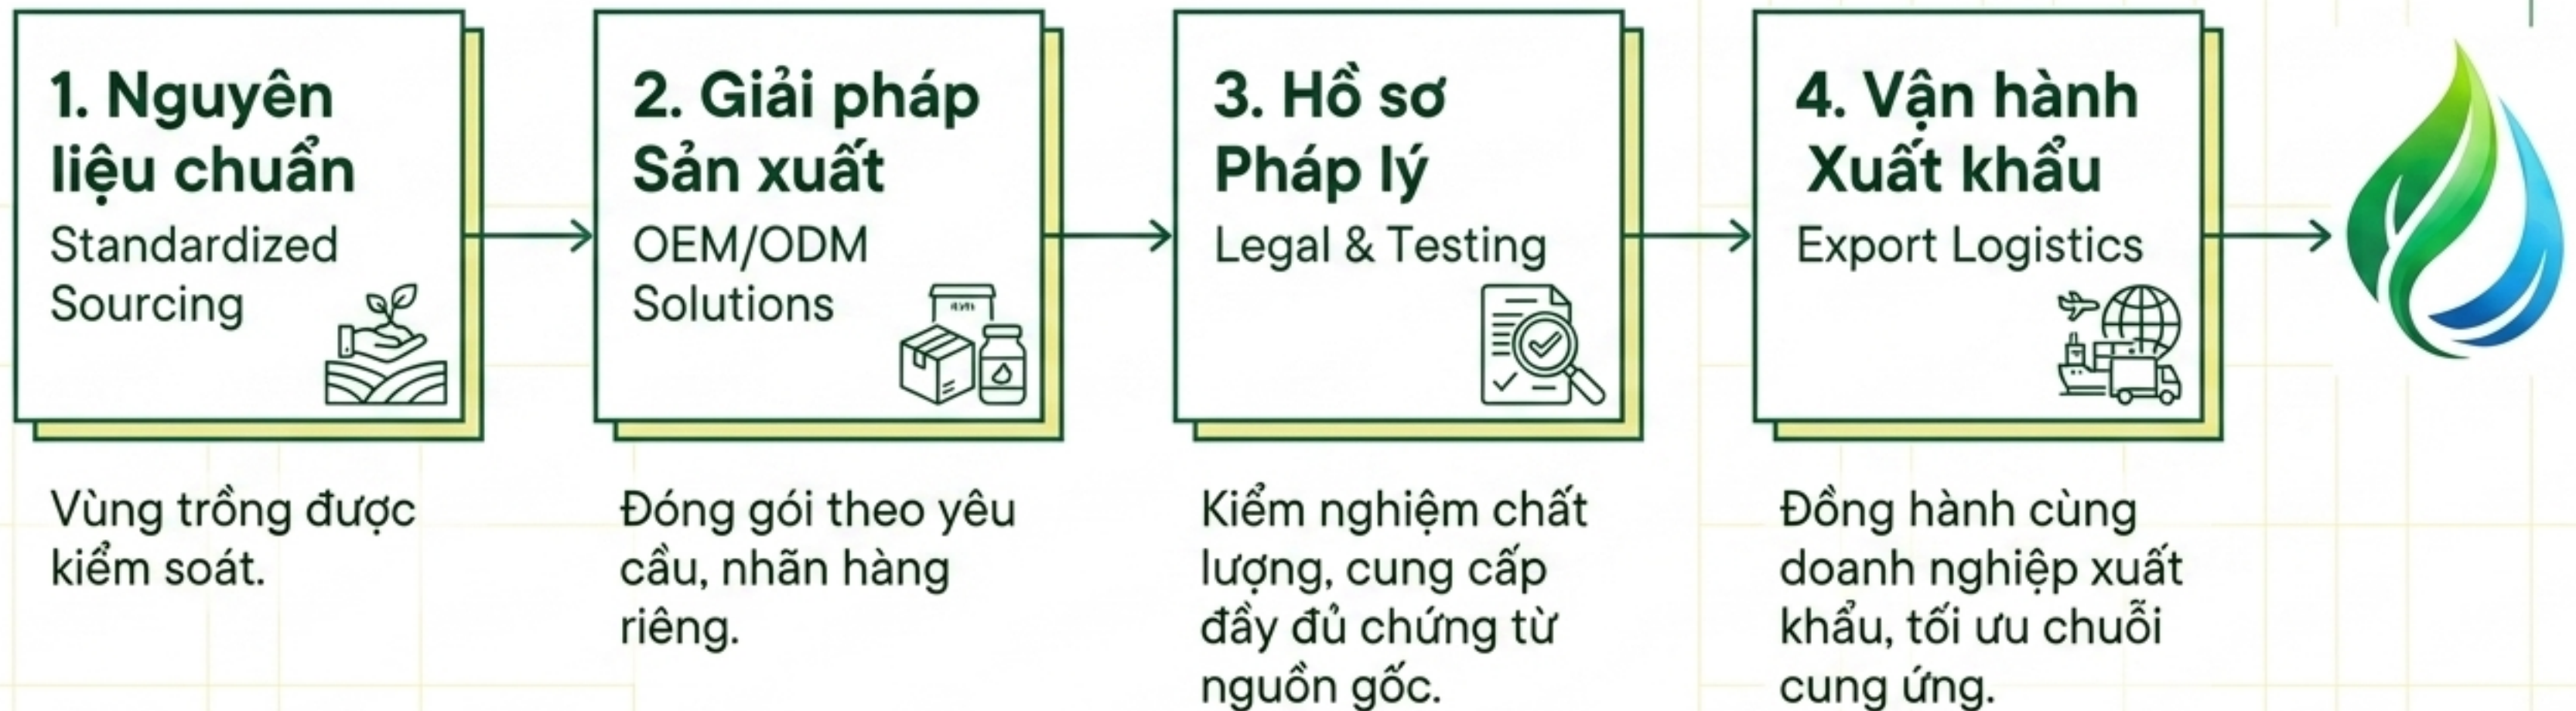 1. Nguyên
liệu chuẩn
Standardized
Sourcing
Vùng trồng được
kiểm soát.
2. Giải pháp
Sản xuất
OEM/ODM
Solutions
Đóng gói theo yêu
cầu, nhãn hàng
riêng.
3. Hồ sơ
Pháp lý
Legal & Testing
Kiểm nghiệm chất
lượng, cung cấp
đầy đủ chứng từ
nguồn gốc.
4. Vận hành
Xuất khẩu
Export Logistics
Đồng hành cùng
doanh nghiệp xuất
khẩu, tối ưu chuỗi
cung ứng.